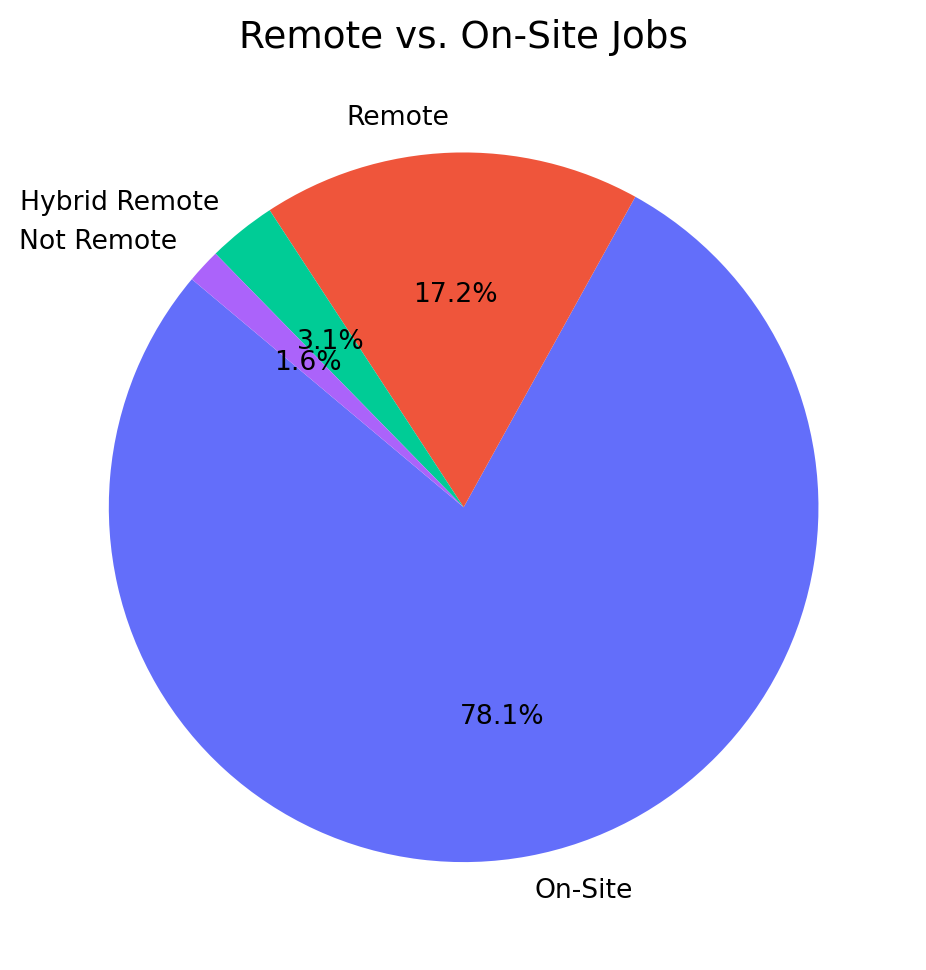 Remote vs. On-Site Jobs
Remote
Hybrid Remote
Not Remote
17.2%
3.1%
1.6%
78.1%
On-Site